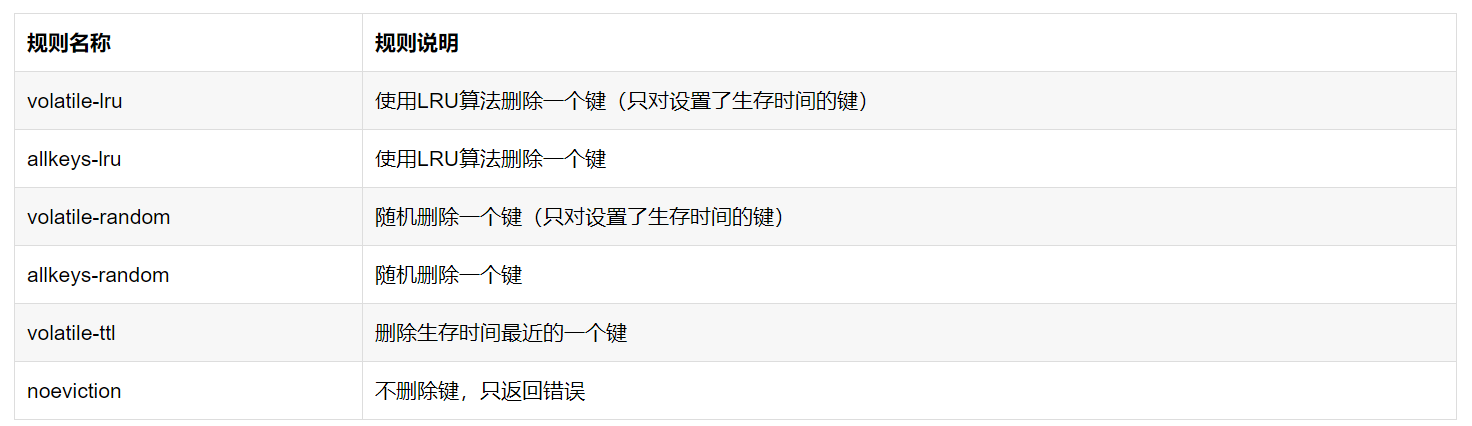 规则名称 规则说明
volatile-lru 使用LRU算法删除一个键（只对设置了生存时间的键）
allkeys-lru 使用LRU算法删除一个键
volatile-random 随机删除一个键（只对设置了生存时间的键）
allkeys-random 随机删除一个键
volatile-ttl 删除生存时间最近的一个键
noeviction 不删除键，只返回错误